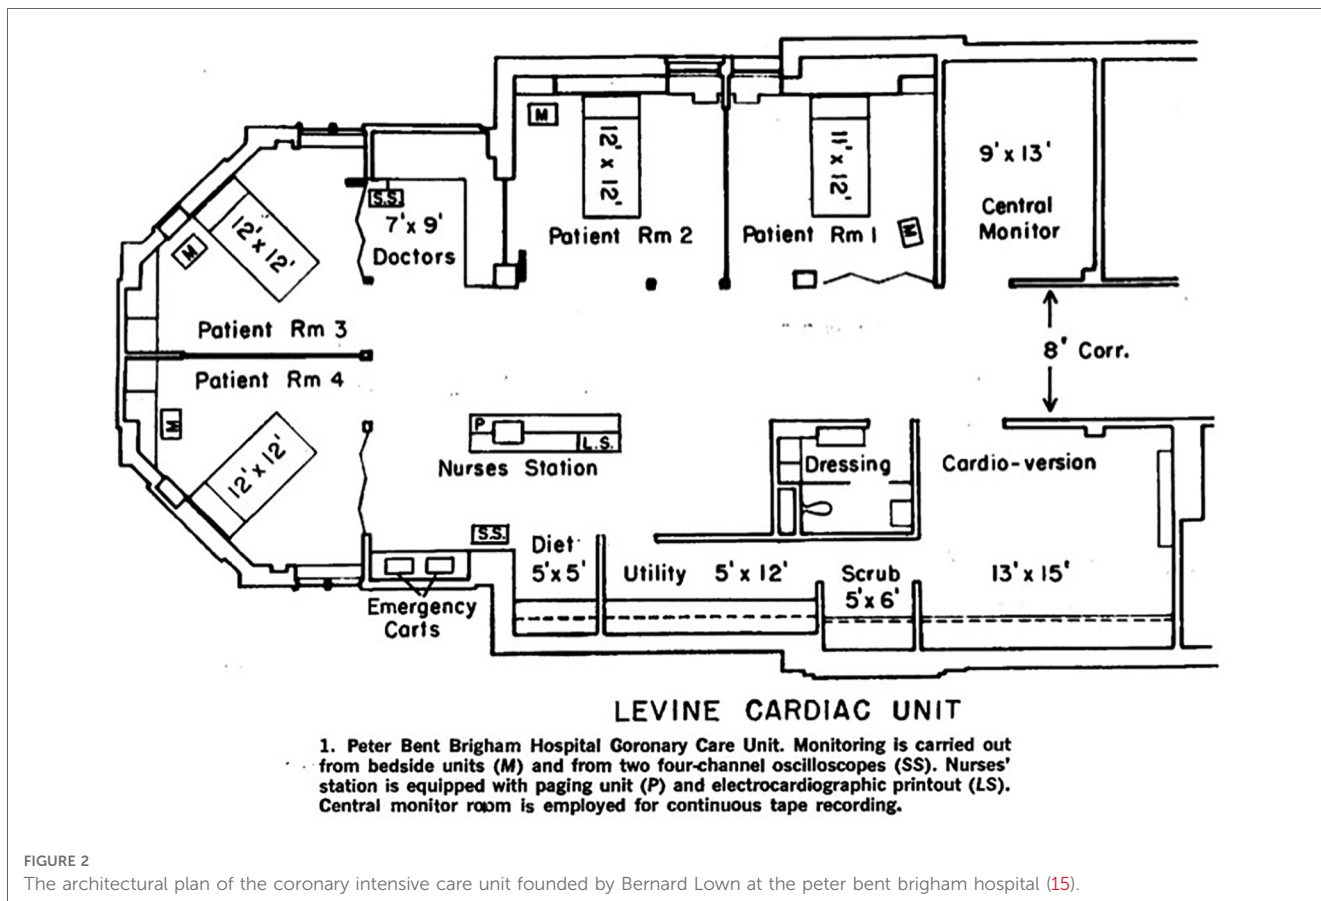 M
12' x 12'
Patient Rm 2
11' x 12'
Patient Rm 1
M
9' x 13'
Central
Monitor
S.S.
7' x 9'
Doctors
M
12' x 12'
Patient Rm 3
Patient Rm 4
M
12' x 12'
8' Corr.
P
L.S.
Nurses Station
Dressing
Cardio-version
13' x 15'
S.S.
Diet
5' x 5'
Utility 5' x 12'
Scrub
5' x 6'
Emergency
Carts
LEVINE CARDIAC UNIT
1. Peter Bent Brigham Hospital Goronary Care Unit. Monitoring is carried out
from bedside units (M) and from two four-channel oscilloscopes (SS). Nurses'
station is equipped with paging unit (P) and electrocardiographic printout (LS).
Central monitor room is employed for continuous tape recording.
FIGURE 2
The architectural plan of the coronary intensive care unit founded by Bernard Lown at the peter bent brigham hospital (15).